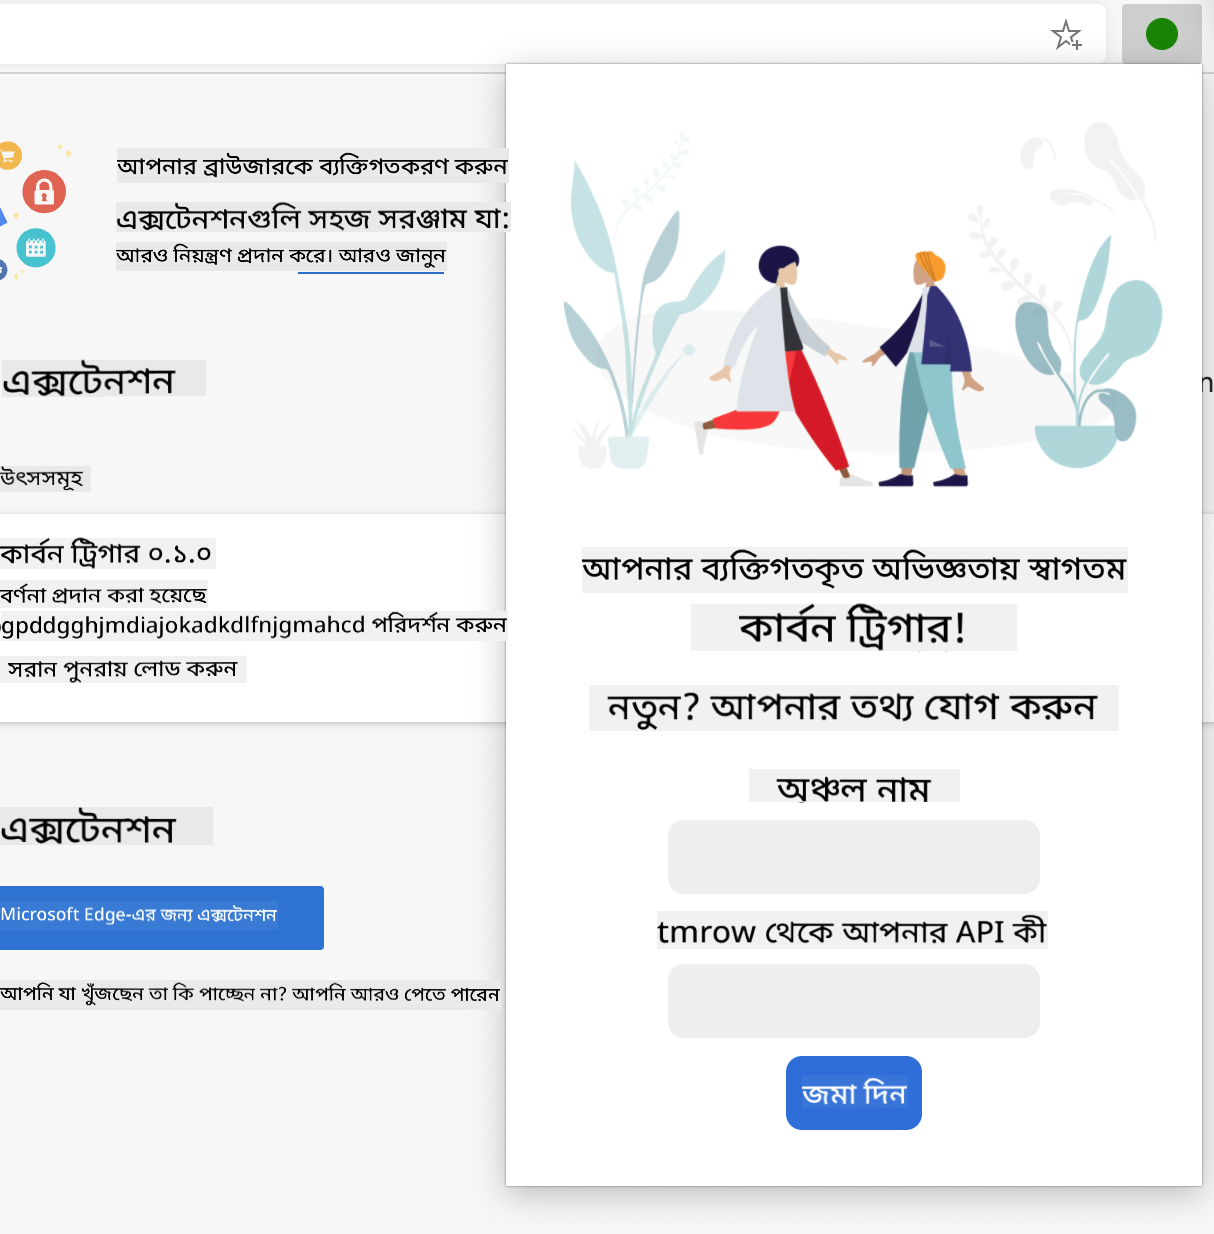 আপনার ব্রাউজারকে ব্যক্তিগতকরণ করুন
এক্সটেনশনগুলি সহজ সরঞ্জাম যা:
আরও নিয়ন্ত্রণ প্রদান করে। আরও জানুন
এক্সটেনশন
উৎসসমূহ
কার্বন ট্রিগার ০.১.০
বর্ণনা প্রদান করা হয়েছে
gpddgghjmdiajokadkdlfnjgmahcd পরিদর্শন করুন
সরান পুনরায় লোড করুন
এক্সটেনশন
Microsoft Edge-এর জন্য এক্সটেনশন
আপনি যা খুঁজছেন তা কি পাচ্ছেন না? আপনি আরও পেতে পারেন
আপনার ব্যক্তিগতকৃত অভিজ্ঞতায় স্বাগতম
কার্বন ট্রিগার!
নতুন? আপনার তথ্য যোগ করুন
অঞ্চল নাম
tmrow থেকে আপনার API কী
জমা দিন